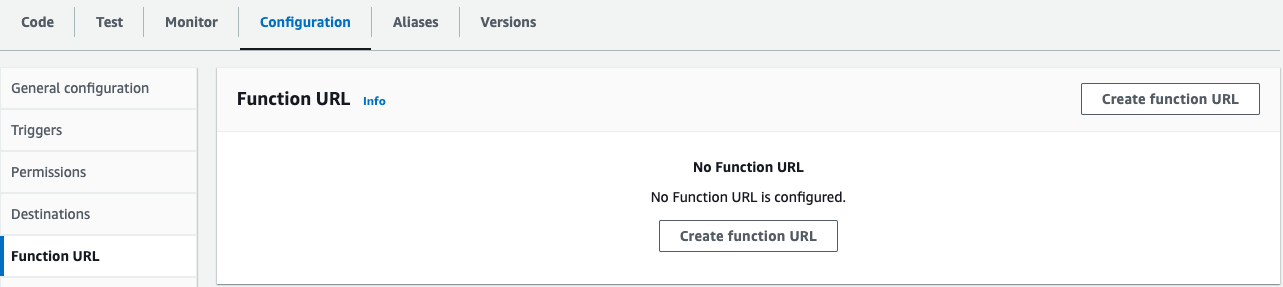 Code Test Monitor Configuration Aliases Versions
General configuration
Triggers
Permissions
Destinations
Function URL
Function URL Info Create function URL
No Function URL
No Function URL is configured.
Create function URL